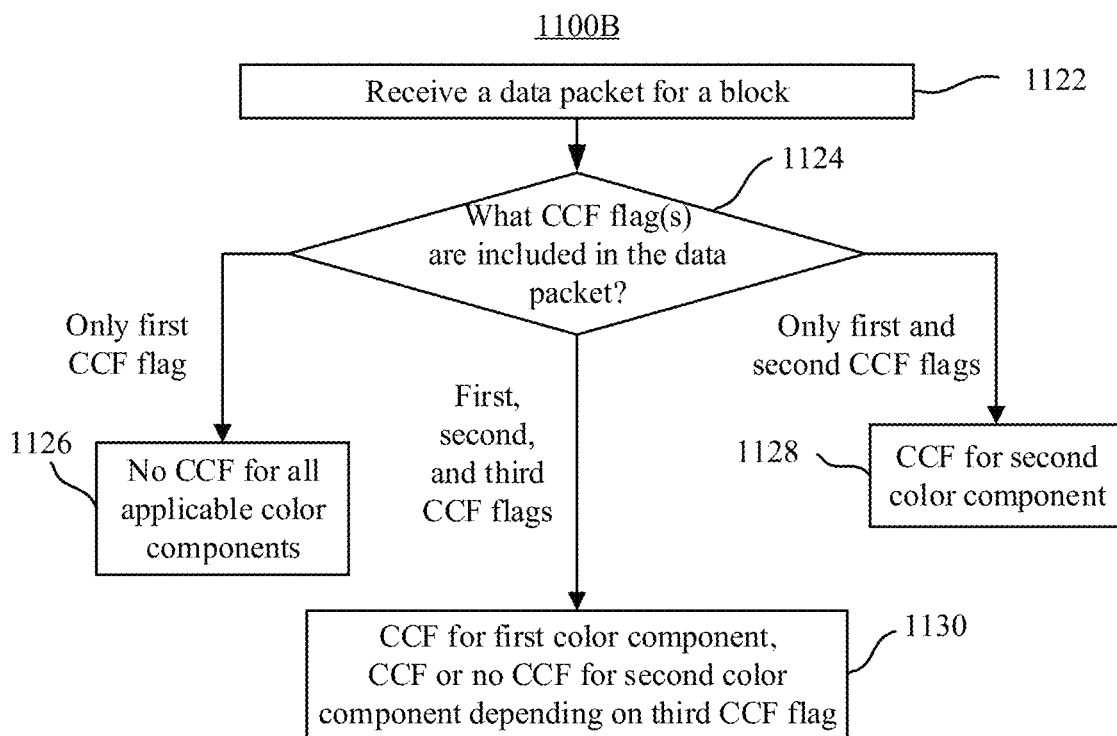 1100B
Receive a data packet for a block
1122
1124
What CCF flag(s)
are included in the data
packet?
Only first
CCF flag
First,
second,
and third
CCF flags
Only first and
second CCF flags
1126
No CCF for all
applicable color
components
1128
CCF for second
color component
CCF for first color component,
CCF or no CCF for second color
component depending on third CCF flag
1130